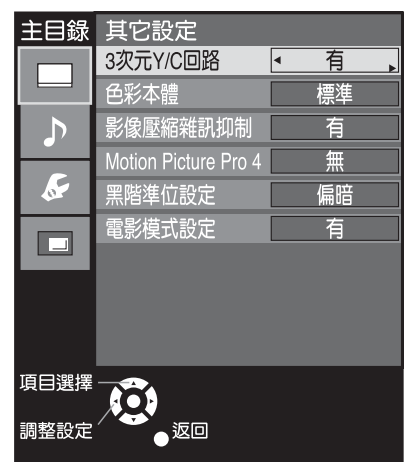 主目錄
其它設定
3次元Y/C回路 有
色彩本體 標準
影像壓縮雜訊抑制 有
Motion Picture Pro 4 無
黑階準位設定 偏暗
電影模式設定 有
項目選擇
調整設定
返回